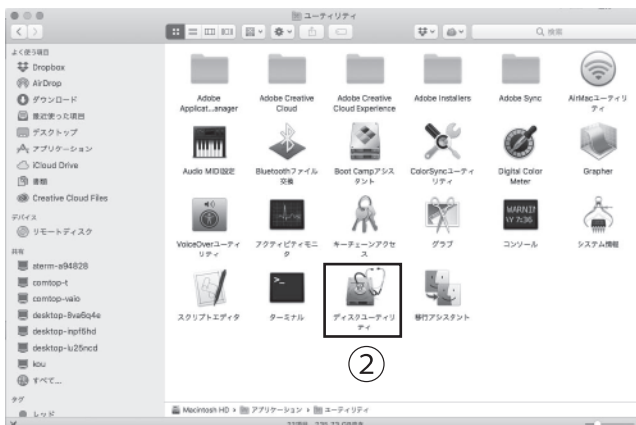 ユーティリティ
検索
よく使う項目
Dropbox
AirDrop
ダウンロード
最近使った項目
デスクトップ
アプリケーション
iCloud Drive
書類
Creative Cloud Files
デバイス
リモートディスク
共有
aterm-a94828
comtop-t
comtop-vaio
desktop-8va6q4e
desktop-inpf6hd
desktop-lu25ncd
kou
すべて...
タグ
レッド
Adobe Applicat...anager
Adobe Creative Cloud
Adobe Creative Cloud Experience
Adobe Installers
Adobe Sync
AirMacユーティリティ
Audio MIDI設定
Bluetoothファイル交換
Boot Campアシスタント
ColorSyncユーティリティ
Digital Color Meter
Grapher
WARNIN
VoiceOverユーティリティ
アクティビティモニタ
キーチェーンアクセス
グラブ
コンソール
システム情報
スクリプトエディタ
ターミナル
ディスクユーティリティ
移行アシスタント
②
Macintosh HD › アプリケーション › ユーティリティ